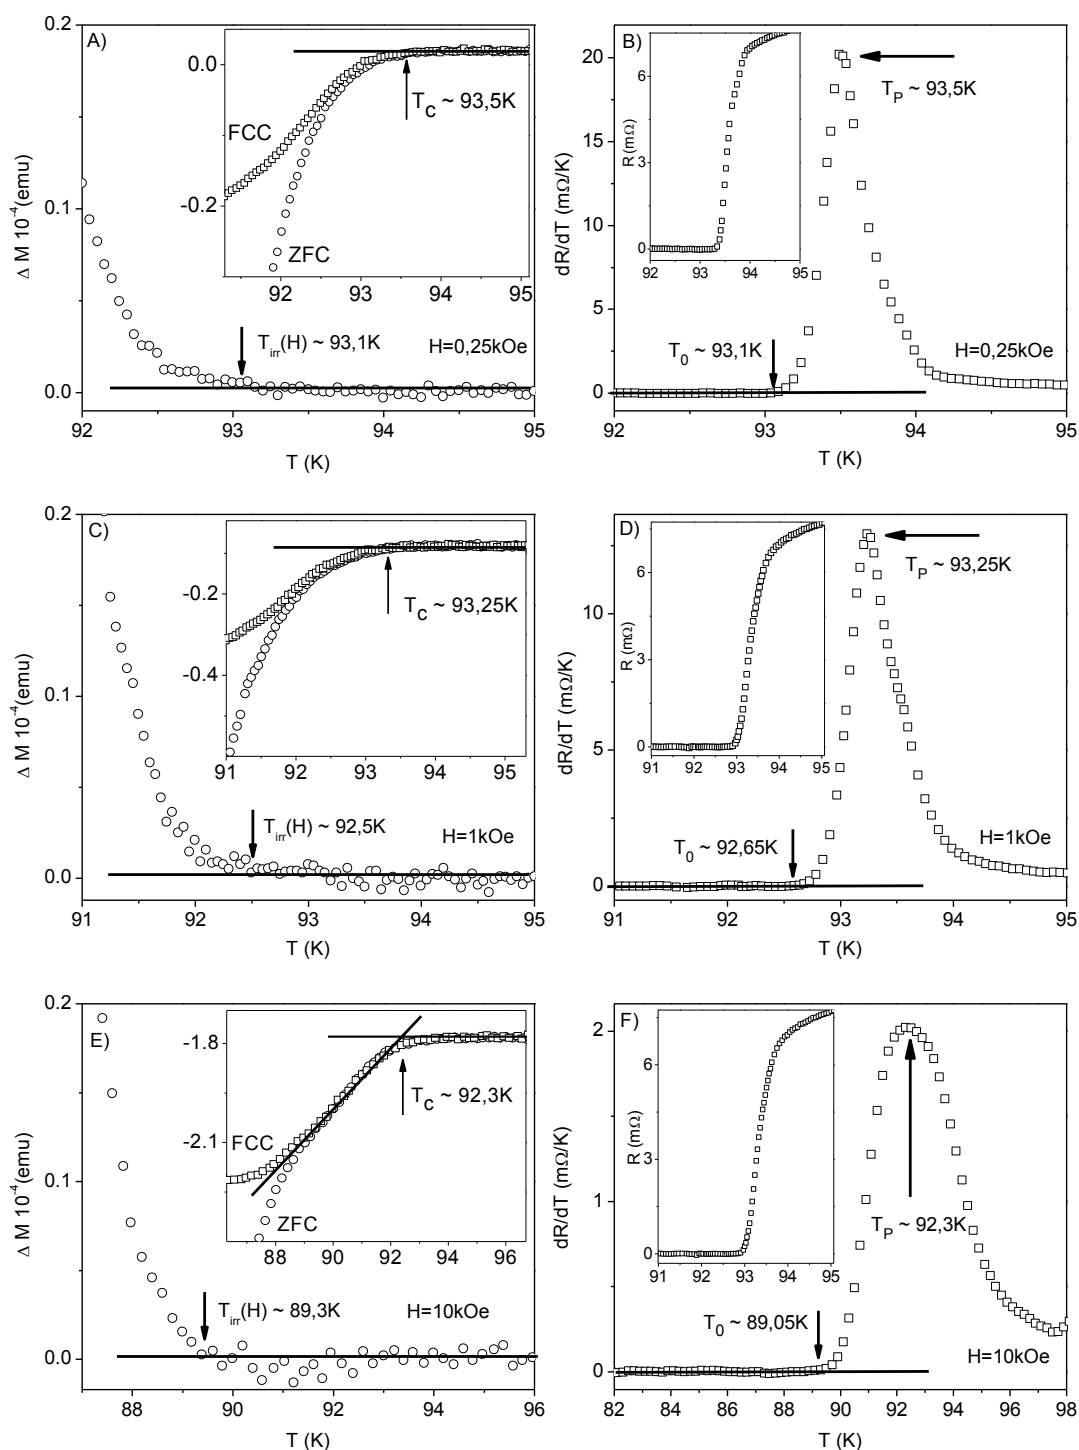 A)
0.2
0.1
0.0
Δ M 10⁻⁴(emu)
92 93 94 95
T (K)
0.0
-0.2
92 93 94 95
FCC
ZFC
T_C ~ 93,5K
T_irr(H) ~ 93,1K
H=0,25kOe
B)
20
15
10
5
0
dR/dT (mΩ/K)
92 93 94 95
T (K)
R (mΩ)
6
3
0
92 93 94 95
T_P ~ 93,5K
T_0 ~ 93,1K
H=0,25kOe
C)
0.2
0.1
0.0
Δ M 10⁻⁴(emu)
91 92 93 94 95
T (K)
-0.2
-0.4
91 92 93 94 95
T_C ~ 93,25K
T_irr(H) ~ 92,5K
H=1kOe
D)
10
5
0
dR/dT (mΩ/K)
91 92 93 94 95
T (K)
R (mΩ)
6
3
0
91 92 93 94 95
T_P ~ 93,25K
T_0 ~ 92,65K
H=1kOe
E)
0.2
0.1
0.0
Δ M 10⁻⁴(emu)
88 90 92 94 96
T (K)
-1.8
-2.1
88 90 92 94 96
FCC
ZFC
T_C ~ 92,3K
T_irr(H) ~ 89,3K
H=10kOe
F)
2
1
0
dR/dT (mΩ/K)
82 84 86 88 90 92 94 96 98
T (K)
R (mΩ)
6
3
0
91 92 93 94 95
T_P ~ 92,3K
T_0 ~ 89,05K
H=10kOe